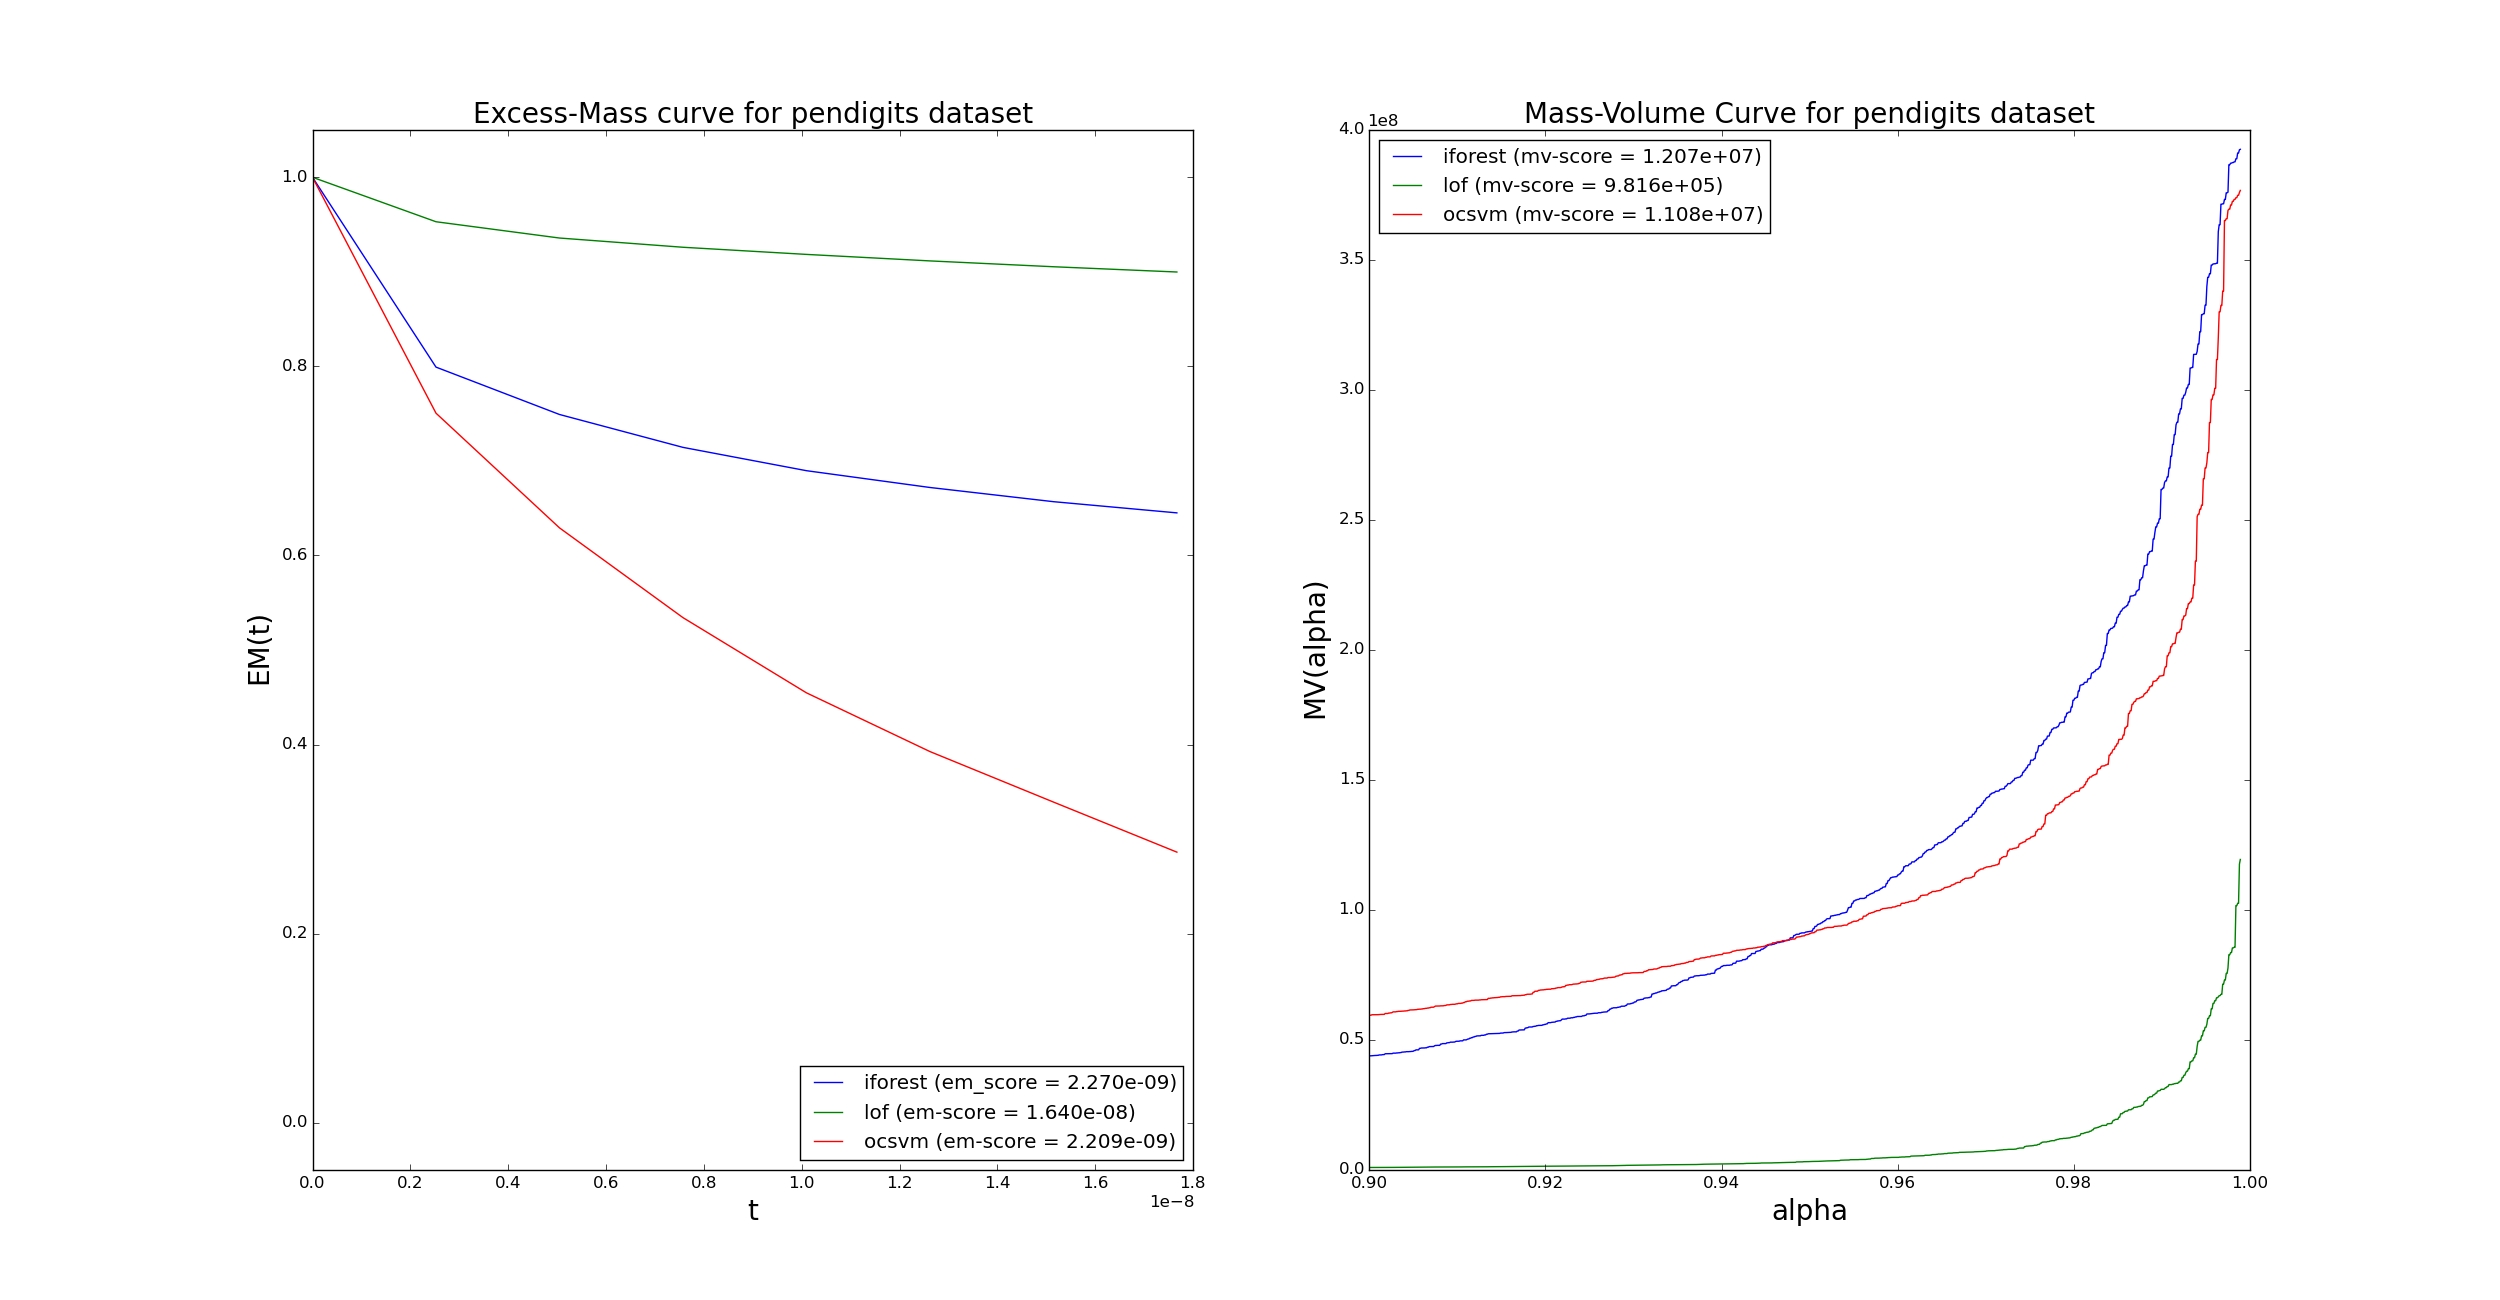 Excess-Mass curve for pendigits dataset
1.0
0.8
0.6
0.4
0.2
0.0
EM(t)
iforest (em_score = 2.270e-09)
lof (em-score = 1.640e-08)
ocsvm (em-score = 2.209e-09)
0.0 0.2 0.4 0.6 0.8 1.0 1.2 1.4 1.6 1.8
1e−8
t
Mass-Volume Curve for pendigits dataset
1e8
4.0
3.5
3.0
2.5
2.0
1.5
1.0
0.5
0.0
MV(alpha)
iforest (mv-score = 1.207e+07)
lof (mv-score = 9.816e+05)
ocsvm (mv-score = 1.108e+07)
0.90 0.92 0.94 0.96 0.98 1.00
alpha